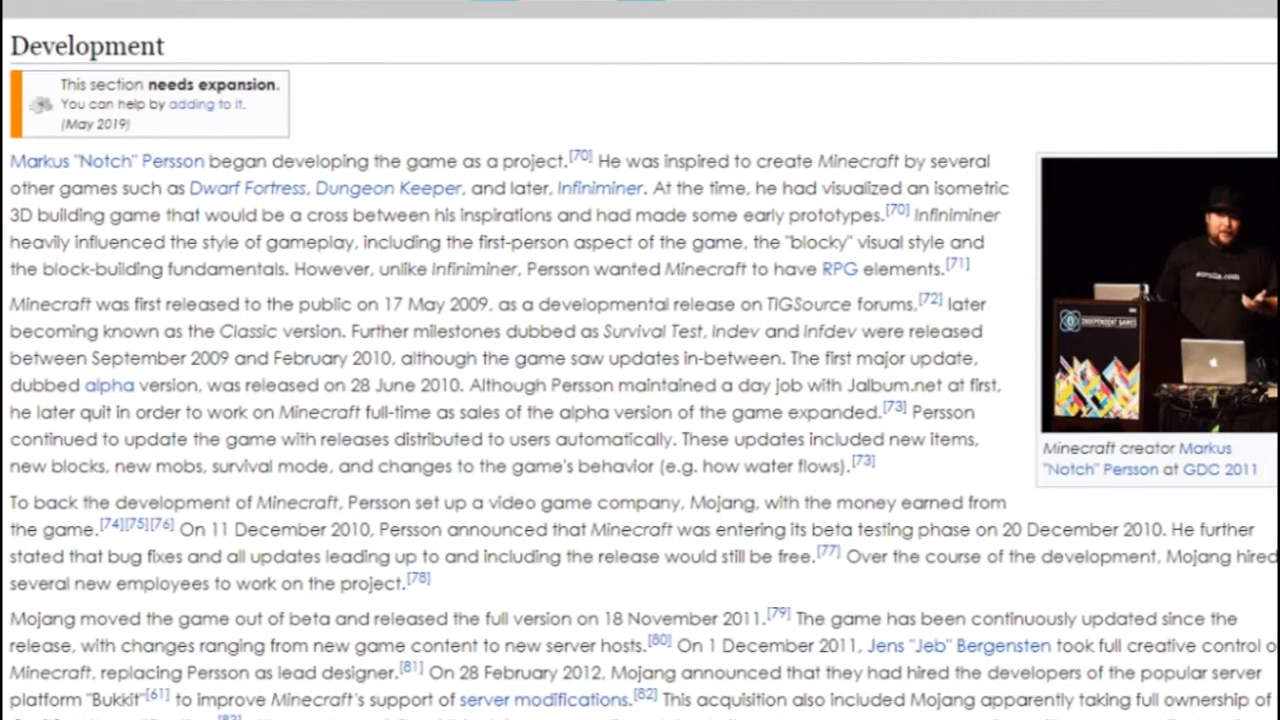 Development
This section needs expansion.
You can help by adding to it.
(May 2019)
Markus "Notch" Persson began developing the game as a project.[70] He was inspired to create Minecraft by several
other games such as Dwarf Fortress, Dungeon Keeper, and later, Infiniminer. At the time, he had visualized an isometric
3D building game that would be a cross between his inspirations and had made some early prototypes.[70] Infiniminer
heavily influenced the style of gameplay, including the first-person aspect of the game, the "blocky" visual style and
the block-building fundamentals. However, unlike Infiniminer, Persson wanted Minecraft to have RPG elements.[71]
Minecraft was first released to the public on 17 May 2009, as a developmental release on TIGSource forums,[72] later
becoming known as the Classic version. Further milestones dubbed as Survival Test, Indev and Infdev were released
between September 2009 and February 2010, although the game saw updates in-between. The first major update,
dubbed alpha version, was released on 28 June 2010. Although Persson maintained a day job with Jalbum.net at first,
he later quit in order to work on Minecraft full-time as sales of the alpha version of the game expanded.[73] Persson
continued to update the game with releases distributed to users automatically. These updates included new items,
new blocks, new mobs, survival mode, and changes to the game's behavior (e.g. how water flows).[73]
INDEPENDENT GAMES
Minecraft creator Markus
"Notch" Persson at GDC 2011
To back the development of Minecraft, Persson set up a video game company, Mojang, with the money earned from
the game.[74][75][76] On 11 December 2010, Persson announced that Minecraft was entering its beta testing phase on 20 December 2010. He further
stated that bug fixes and all updates leading up to and including the release would still be free.[77] Over the course of the development, Mojang hired
several new employees to work on the project.[78]
Mojang moved the game out of beta and released the full version on 18 November 2011.[79] The game has been continuously updated since the
release, with changes ranging from new game content to new server hosts.[80] On 1 December 2011, Jens "Jeb" Bergensten took full creative control o
Minecraft, replacing Persson as lead designer.[81] On 28 February 2012, Mojang announced that they had hired the developers of the popular server
platform "Bukkit"[61] to improve Minecraft's support of server modifications.[82] This acquisition also included Mojang apparently taking full ownership of